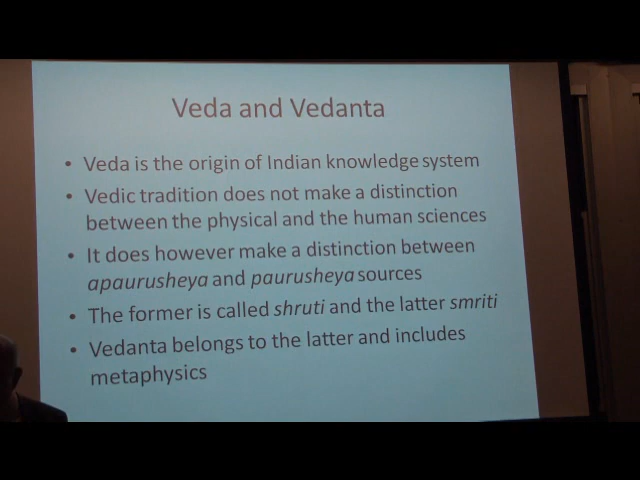 Veda and Vedanta
• Veda is the origin of Indian knowledge system
• Vedic tradition does not make a distinction
between the physical and the human sciences
• It does however make a distinction between
apaurusheya and paurusheya sources
• The former is called shruti and the latter smriti
• Vedanta belongs to the latter and includes
metaphysics